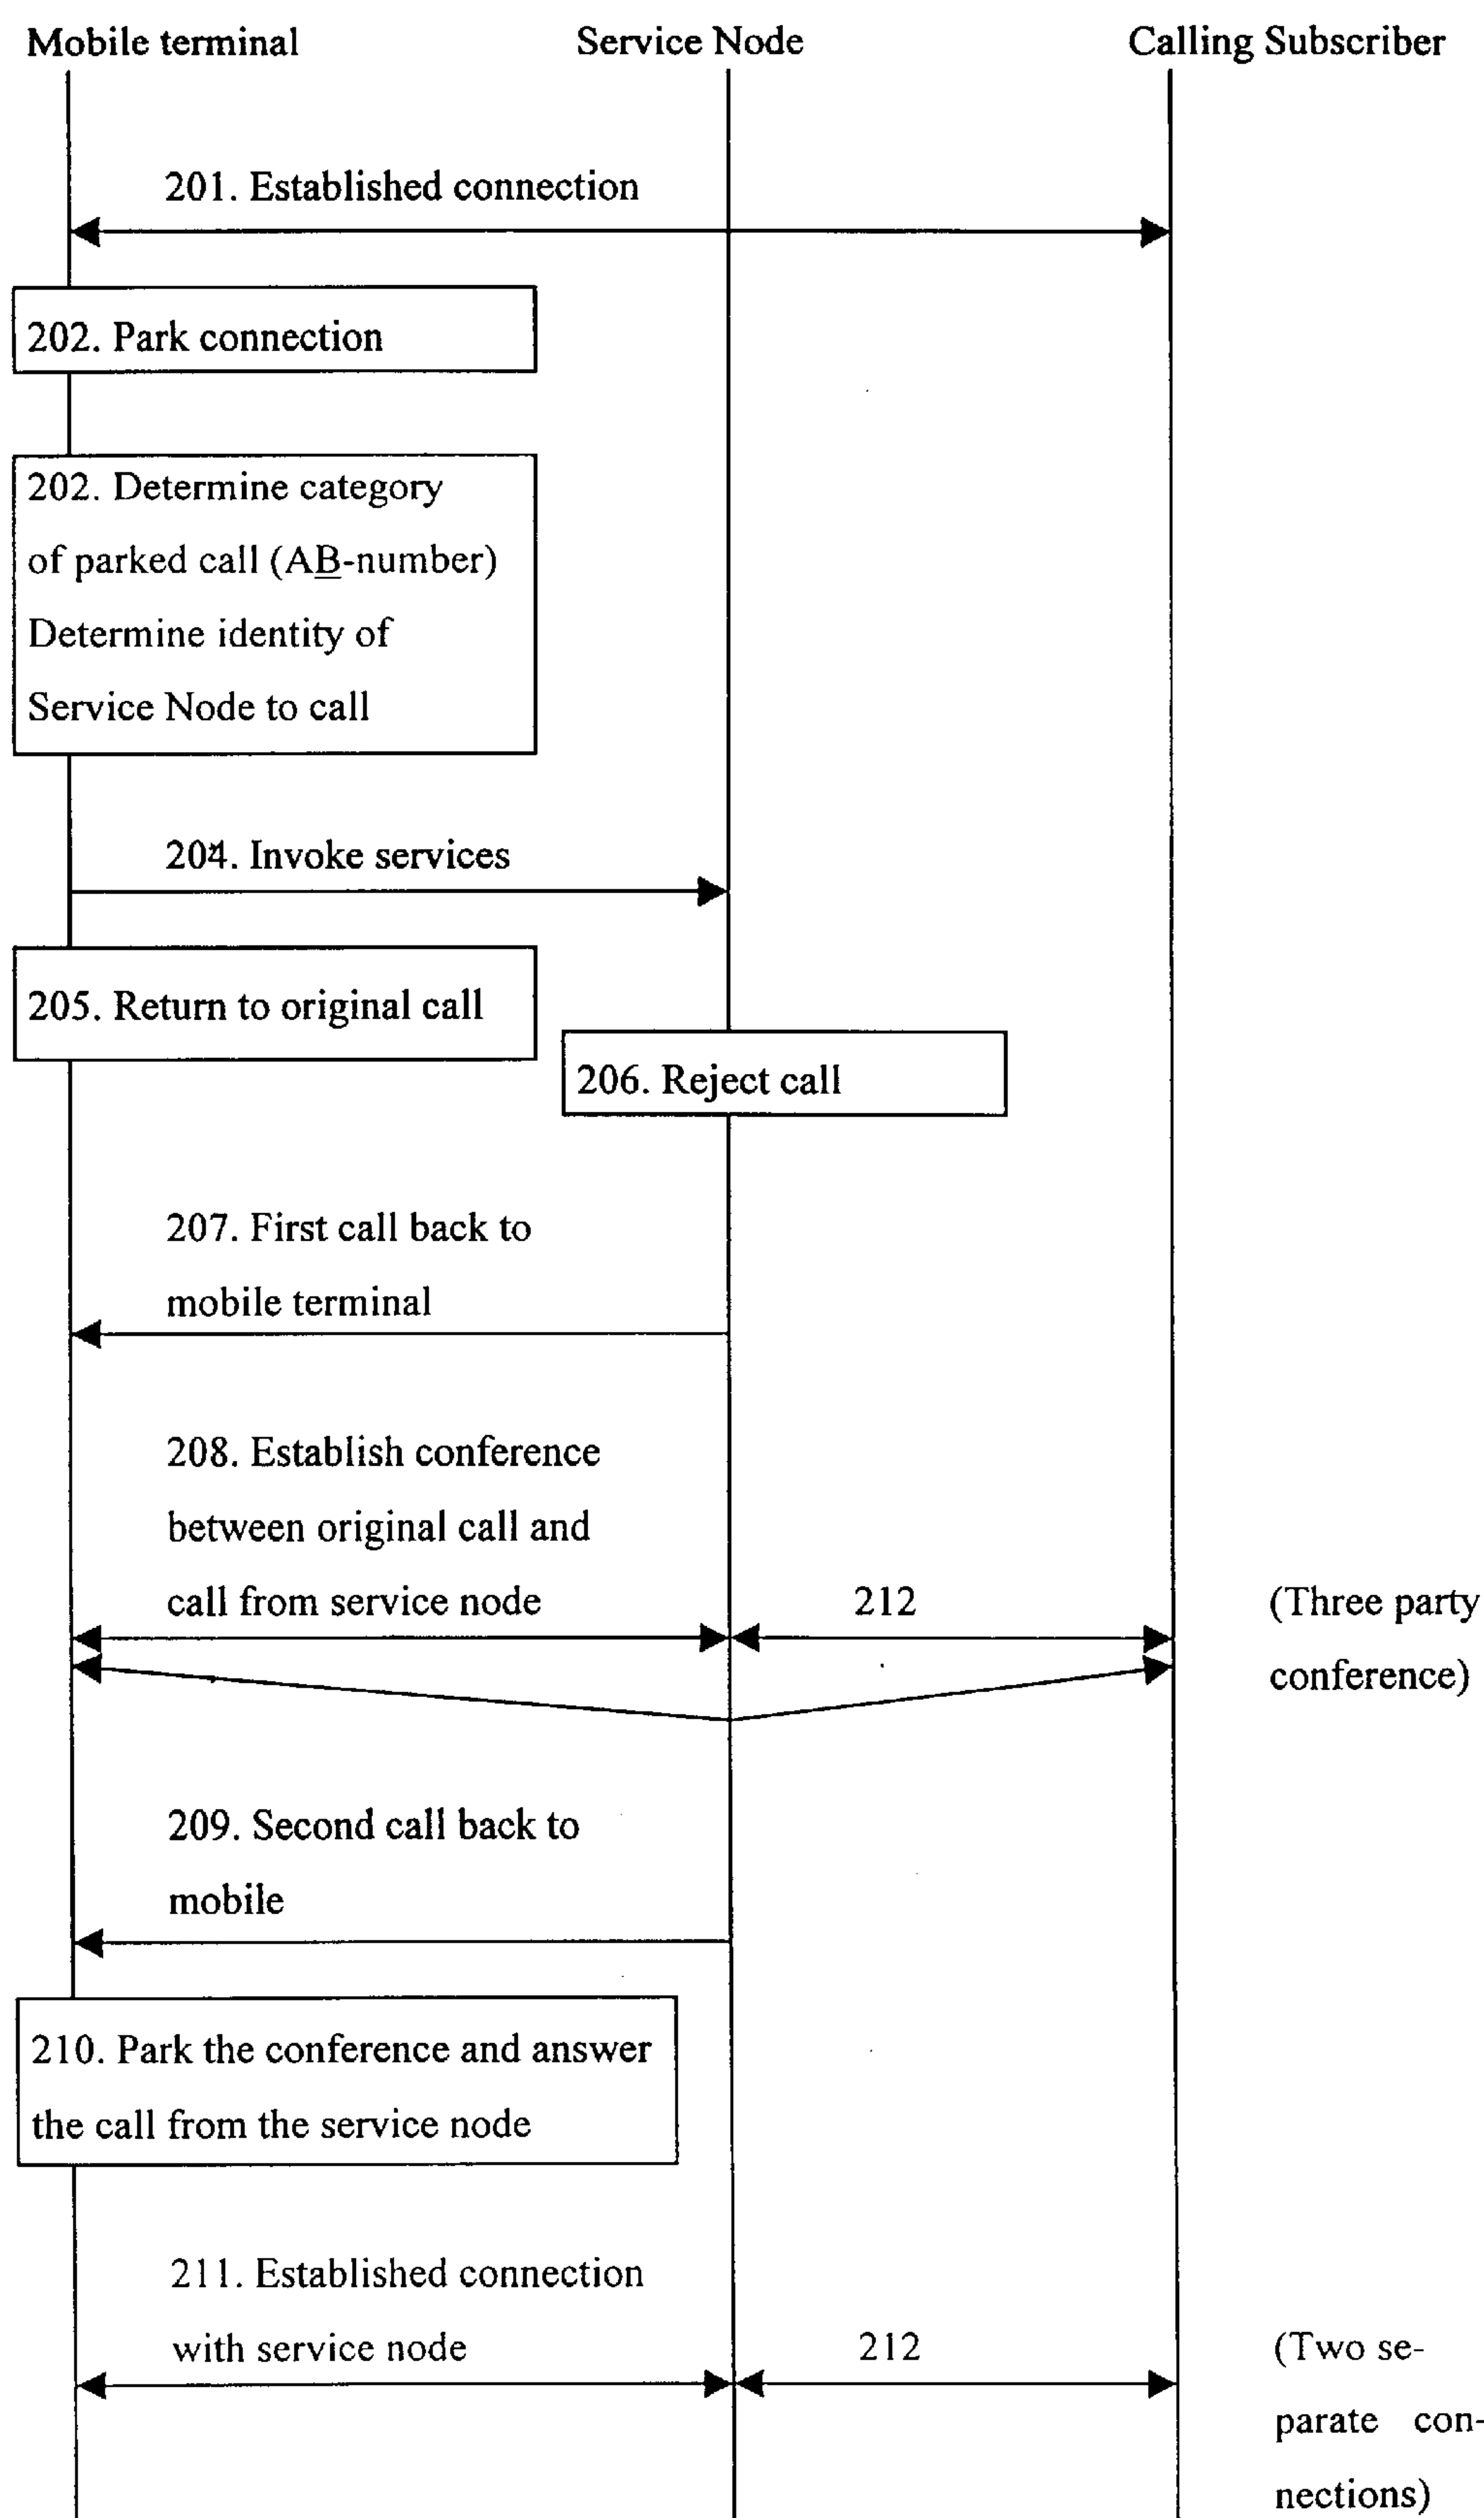 Mobile terminal Service Node Calling Subscriber
201. Established connection
202. Park connection
202. Determine category
of parked call (AB-number)
Determine identity of
Service Node to call
204. Invoke services
205. Return to original call
206. Reject call
207. First call back to
mobile terminal
208. Establish conference
between original call and
call from service node 212 (Three party
conference)
209. Second call back to
mobile
210. Park the conference and answer
the call from the service node
211. Established connection
with service node 212 (Two se-
parate con-
nections)